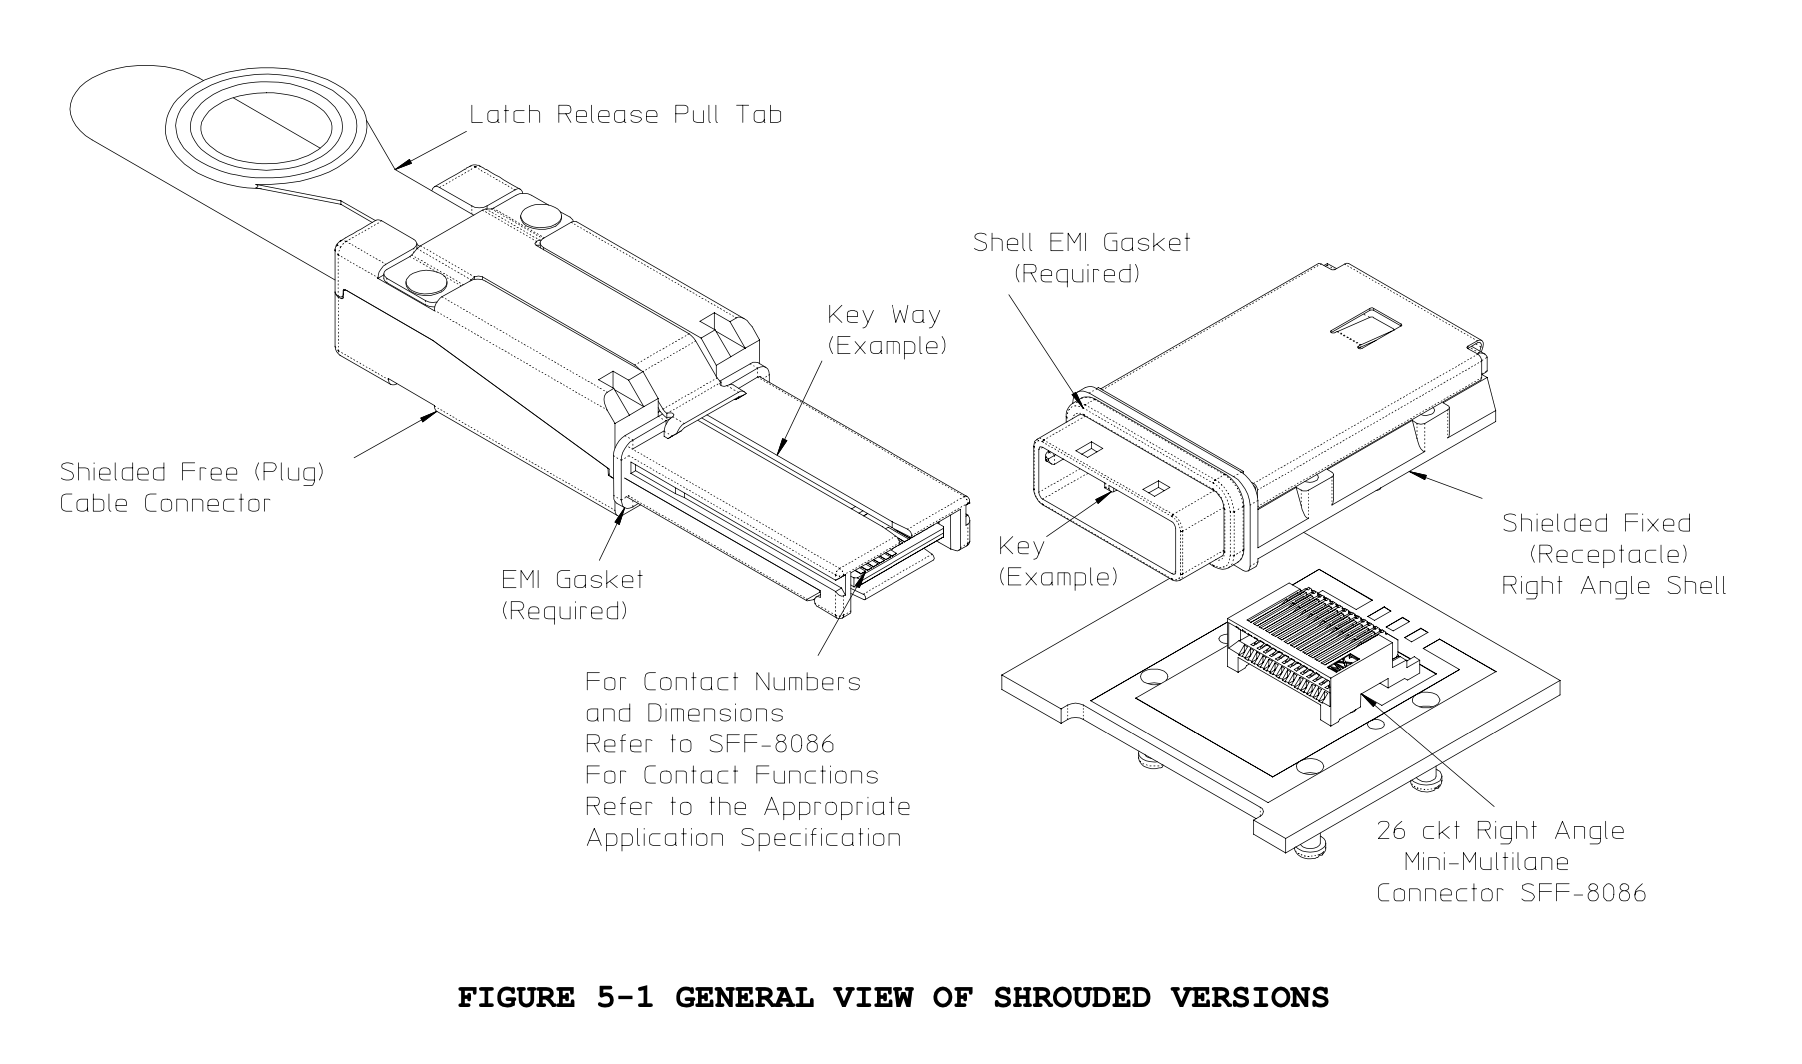 Latch Release Pull Tab
Shell EMI Gasket
(Required)
Key Way
(Example)
Shielded Free (Plug)
Cable Connector
EMI Gasket
(Required)
Key
(Example)
Shielded Fixed
(Receptacle)
Right Angle Shell
For Contact Numbers
and Dimensions
Refer to SFF-8086
For Contact Functions
Refer to the Appropriate
Application Specification
MX1
26 ckt Right Angle
Mini-Multilane
Connector SFF-8086
FIGURE 5-1 GENERAL VIEW OF SHROUDED VERSIONS